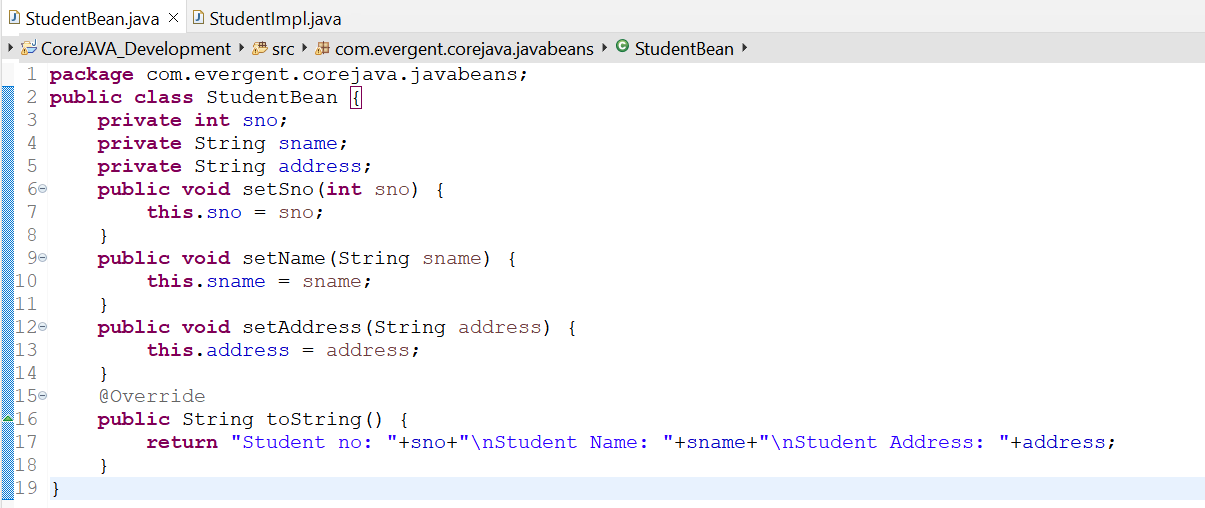 StudentBean.java StudentImpl.java
CoreJAVA_Development src com.evergent.corejava.javabeans StudentBean
1 package com.evergent.corejava.javabeans;
2 public class StudentBean {
3     private int sno;
4     private String sname;
5     private String address;
6     public void setSno(int sno) {
7         this.sno = sno;
8     }
9     public void setName(String sname) {
10         this.sname = sname;
11     }
12     public void setAddress(String address) {
13         this.address = address;
14     }
15     @Override
16     public String toString() {
17         return "Student no: "+sno+"\nStudent Name: "+sname+"\nStudent Address: "+address;
18     }
19 }